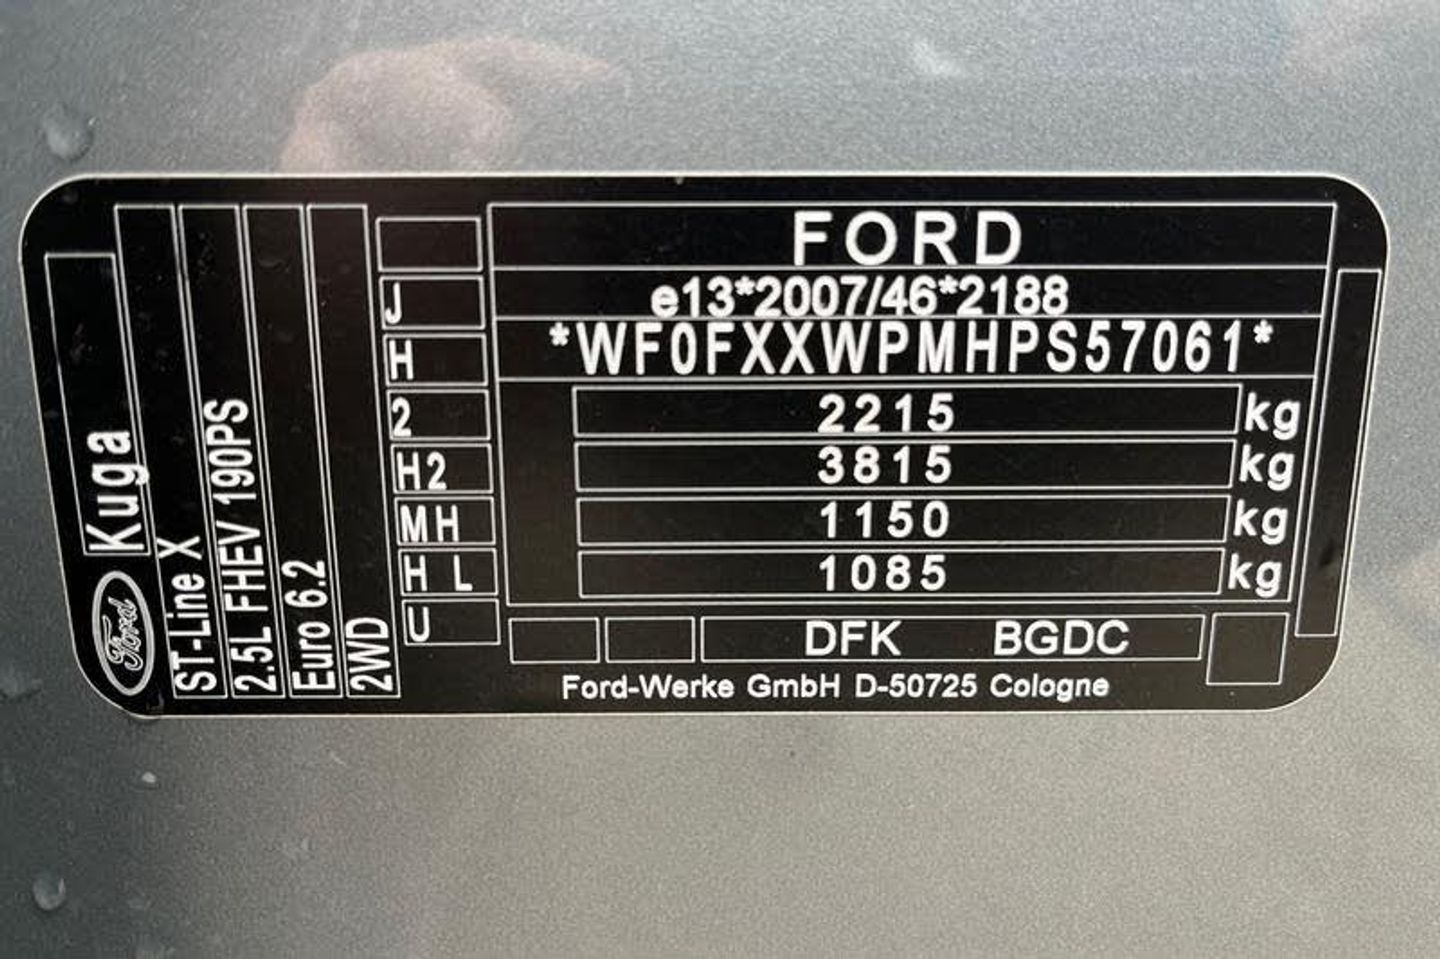 FORD
e13*2007/46*2188
*WF0FXXWPMHPS57061*
2215 kg
3815 kg
1150 kg
1085 kg
DFK BGDC
Ford-Werke GmbH D-50725 Cologne
J
H
2
H2
MH
H L
U
Ford Kuga
ST-Line X
2.5L FHEV 190PS
Euro 6.2
2WD